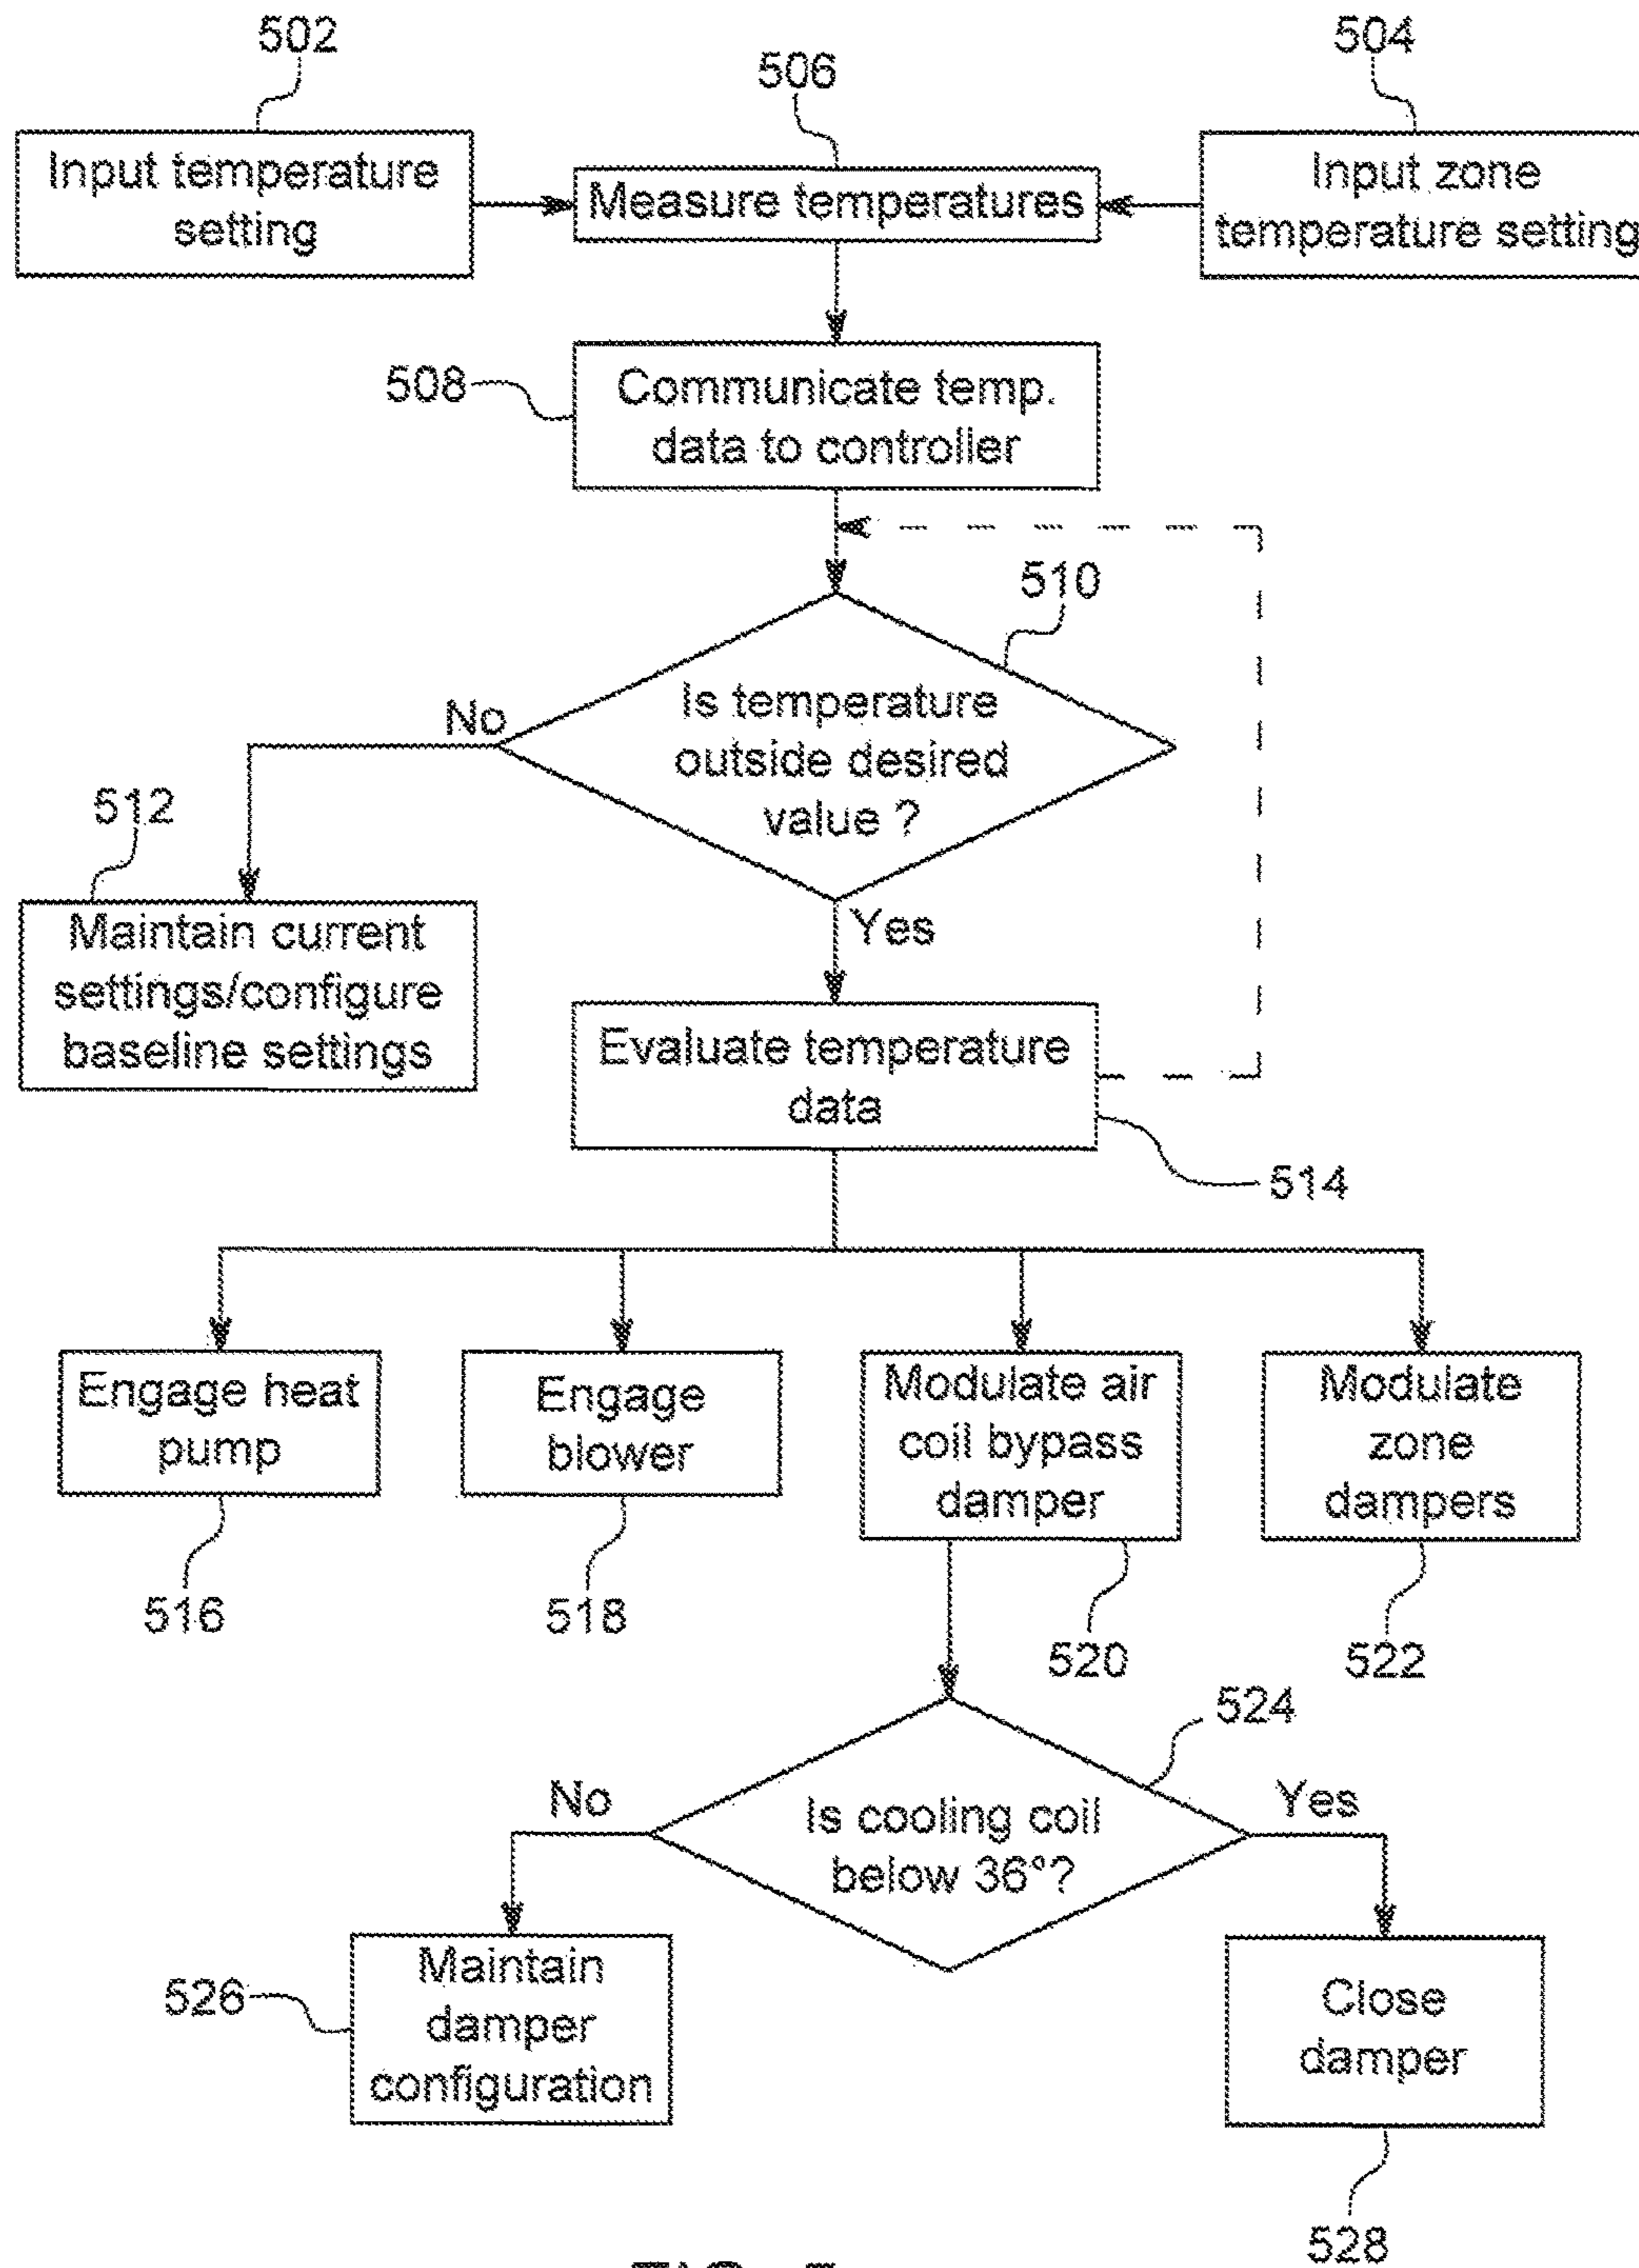 502
504
506
Input temperature
setting
Measure temperatures
Input zone
temperature setting
508
Communicate temp.
data to controller
510
No
Is temperature
outside desired
value ?
512
Yes
Maintain current
settings/configure
baseline settings
Evaluate temperature
data
514
Engage heat
pump
Engage
blower
Modulate air
coil bypass
damper
Modulate
zone
dampers
516
518
520
522
524
No
Is cooling coil
below 36°?
Yes
526
Maintain
damper
configuration
Close
damper
528